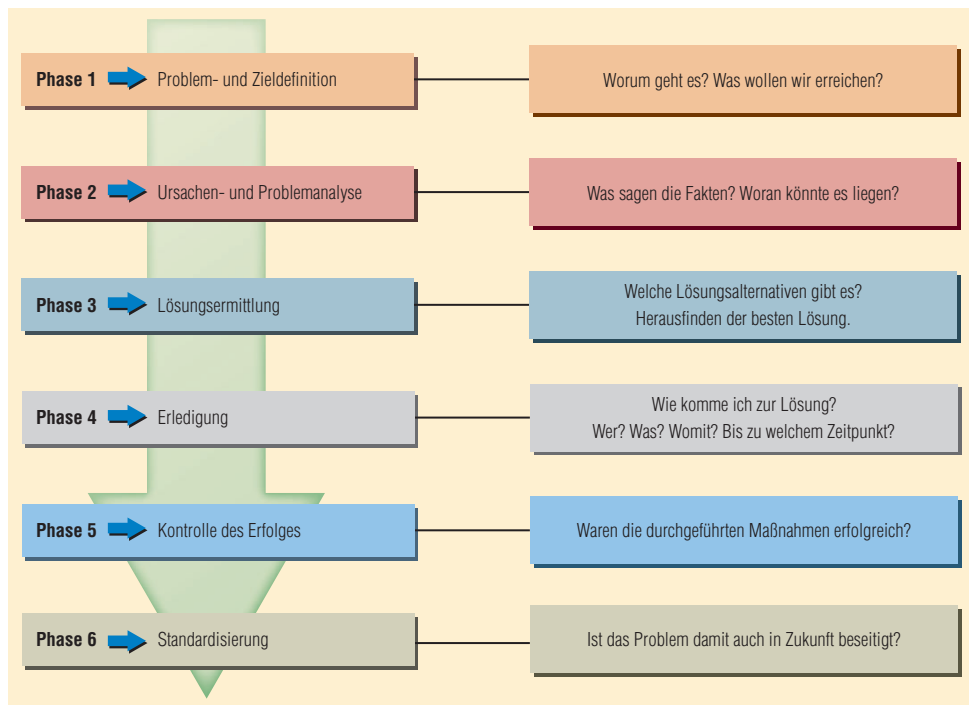 Phase 1 Problem- und Zieldefinition
Worum geht es? Was wollen wir erreichen?
Phase 2 Ursachen- und Problemanalyse
Was sagen die Fakten? Woran könnte es liegen?
Phase 3 Lösungsermittlung
Welche Lösungsalternativen gibt es?
Herausfinden der besten Lösung.
Phase 4 Erledigung
Wie komme ich zur Lösung?
Wer? Was? Womit? Bis zu welchem Zeitpunkt?
Phase 5 Kontrolle des Erfolges
Waren die durchgeführten Maßnahmen erfolgreich?
Phase 6 Standardisierung
Ist das Problem damit auch in Zukunft beseitigt?